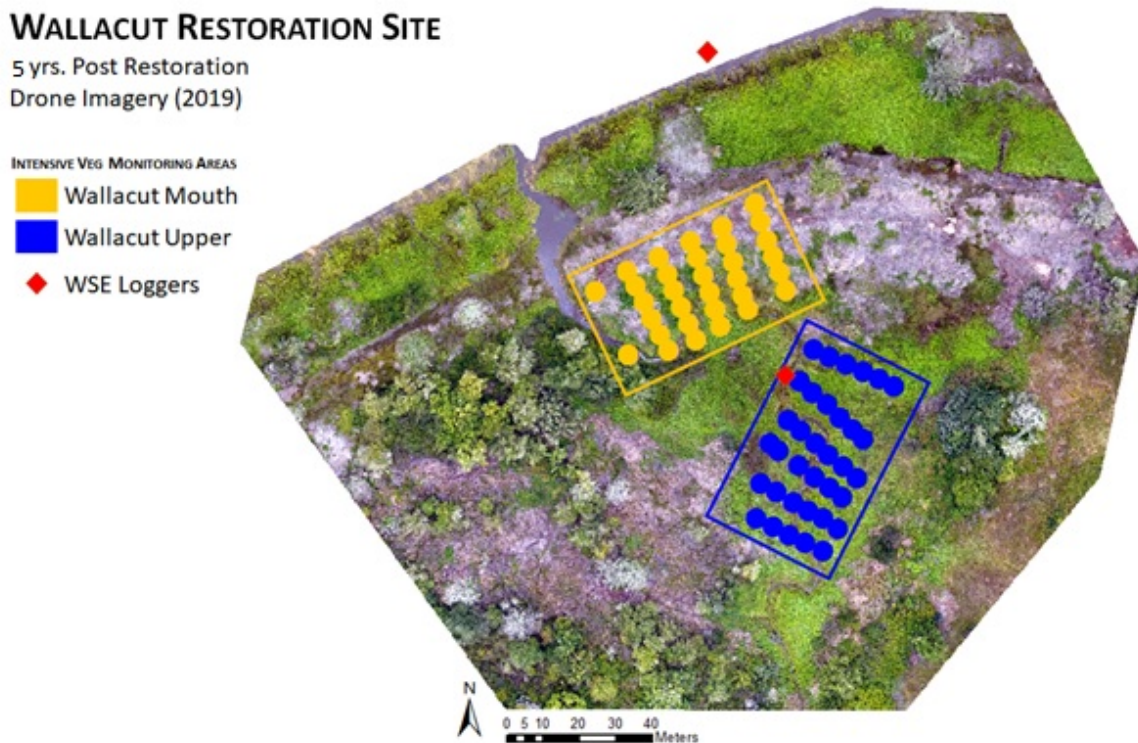 WALLACUT RESTORATION SITE
5 yrs. Post Restoration
Drone Imagery (2019)
INTENSIVE VEG MONITORING AREAS
Wallacut Mouth
Wallacut Upper
WSE Loggers
N
0 5 10 20 30 40
Meters